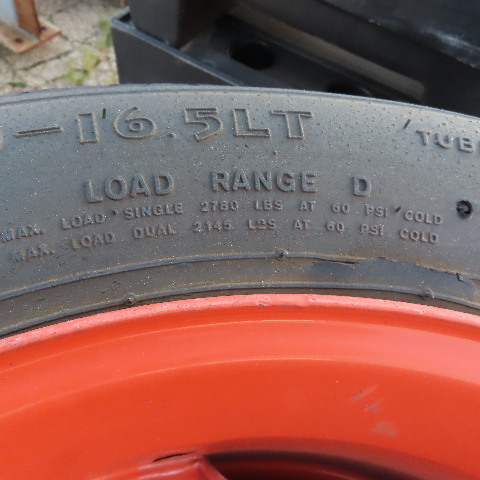 -16.5LT
TUB
LOAD RANGE D
MAX. LOAD SINGLE 2760 LBS AT 60 PSI COLD
MAX. LOAD DUAL 2145 LBS AT 60 PSI COLD